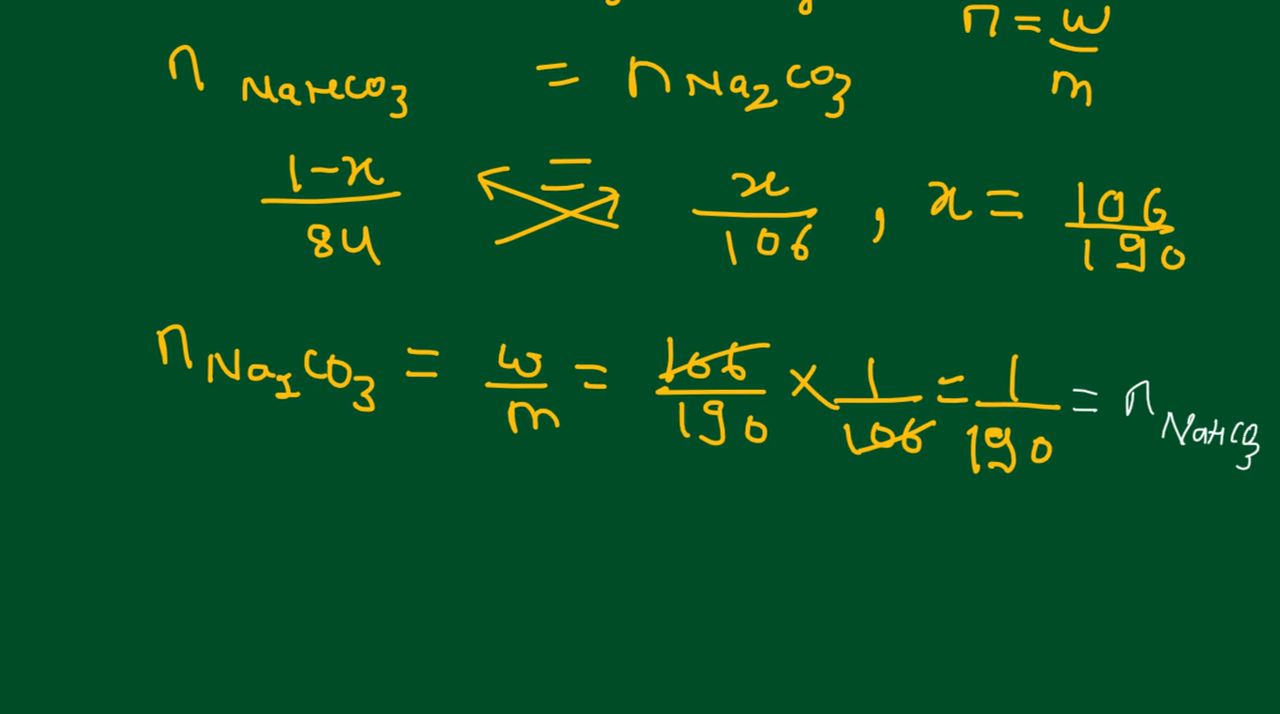 n = w/m
n NaHCO3 = n Na2CO3
1-x/84 = x/106 , x = 106/190
n Na2CO3 = w/m = 106/190 × 1/106 = 1/190 = n NaHCO3